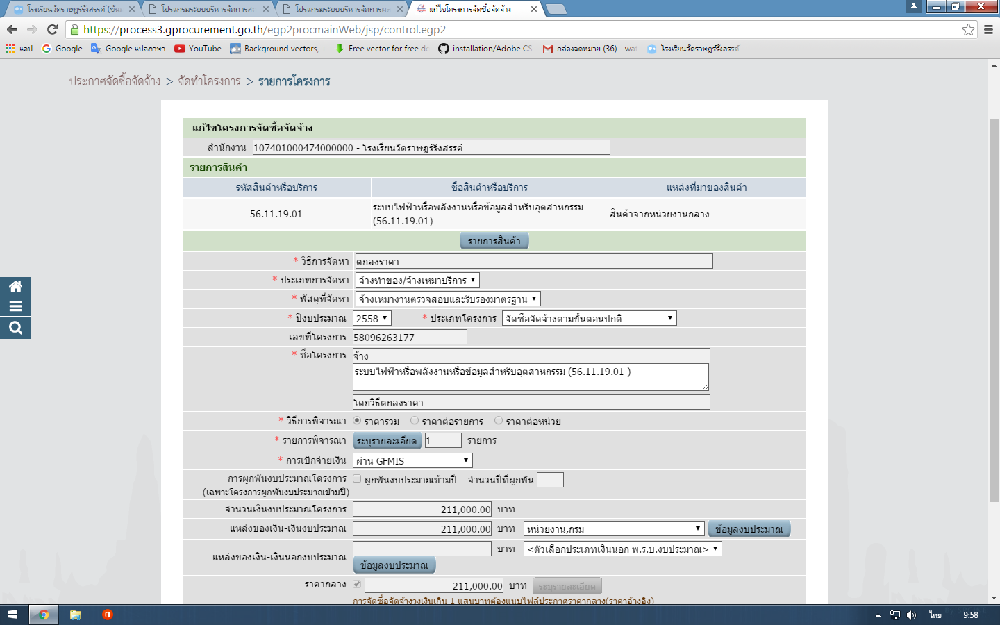 โรงเรียนวัดราษฎร์รังสรรค์ (ชัน
โปรแกรมระบบบริหารจัดการสถ
โปรแกรมระบบบริหารจัดการผล
แก้ไขโครงการจัดซื้อจัดจ้าง
https://process3.gprocurement.go.th/egp2procmainWeb/jsp/control.egp2
แอป Google Google แปลภาษา YouTube Background vectors, Free vector for free do installation/Adobe CS กล่องจดหมาย (36) - wat โรงเรียนวัดราษฎร์รังสรรค์
ประกาศจัดซื้อจัดจ้าง > จัดทำโครงการ > รายการโครงการ
แก้ไขโครงการจัดซื้อจัดจ้าง
สำนักงาน 107401000474000000 - โรงเรียนวัดราษฎร์รังสรรค์
รายการสินค้า
รหัสสินค้าหรือบริการ ชื่อสินค้าหรือบริการ แหล่งที่มาของสินค้า
56.11.19.01 ระบบไฟฟ้าหรือพลังงานหรือข้อมูลสำหรับอุตสาหกรรม (56.11.19.01) สินค้าจากหน่วยงานกลาง
รายการสินค้า
* วิธีการจัดหา ตกลงราคา
* ประเภทการจัดหา จ้างทำของ/จ้างเหมาบริการ
* พัสดุที่จัดหา จ้างเหมางานตรวจสอบและรับรองมาตรฐาน
* ปีงบประมาณ 2558 * ประเภทโครงการ จัดซื้อจัดจ้างตามขั้นตอนปกติ
เลขที่โครงการ 58096263177
* ชื่อโครงการ จ้าง
ระบบไฟฟ้าหรือพลังงานหรือข้อมูลสำหรับอุตสาหกรรม (56.11.19.01 )
โดยวิธีตกลงราคา
* วิธีการพิจารณา ราคารวม ราคาต่อรายการ ราคาต่อหน่วย
* รายการพิจารณา ระบุรายละเอียด 1 รายการ
* การเบิกจ่ายเงิน ผ่าน GFMIS
การผูกพันงบประมาณโครงการ ผูกพันงบประมาณข้ามปี จำนวนปีที่ผูกพัน
(เฉพาะโครงการผูกพันงบประมาณข้ามปี)
จำนวนเงินงบประมาณโครงการ 211,000.00 บาท
แหล่งของเงิน-เงินงบประมาณ 211,000.00 บาท หน่วยงาน,กรม ข้อมูลงบประมาณ
แหล่งของเงิน-เงินนอกงบประมาณ บาท <ตัวเลือกประเภทเงินนอก พ.ร.บ.งบประมาณ>
ข้อมูลงบประมาณ
ราคากลาง 211,000.00 บาท ระบุรายละเอียด
การจัดซื้อจัดจ้างวงเงินเกิน 1 แสนบาทต้องแนบไฟล์ประกาศราคากลาง(ราคาอ้างอิง)
ไทย 9:58